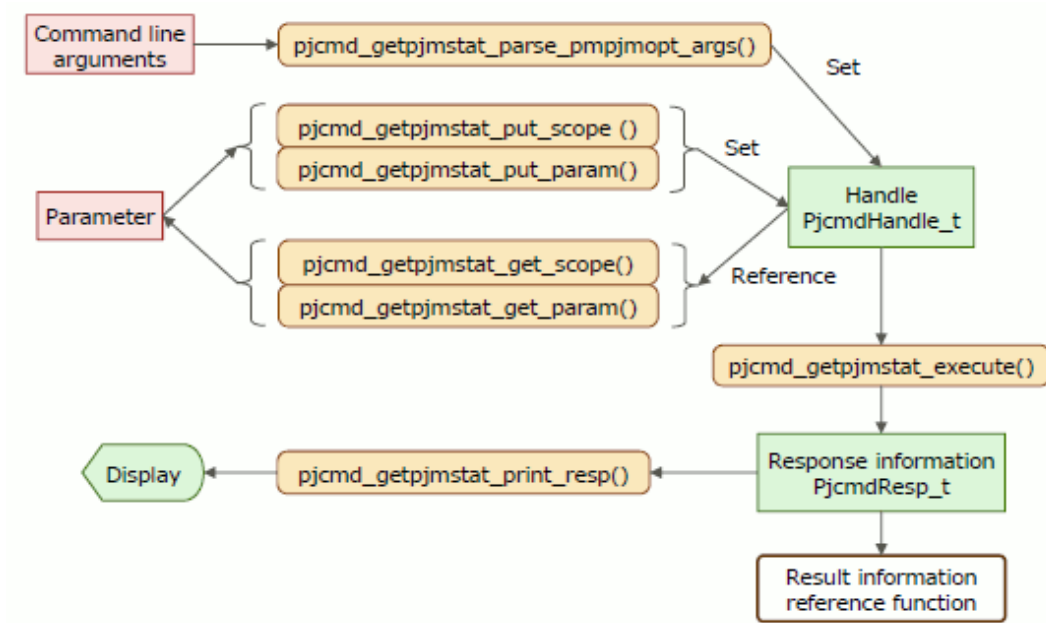 Command line
arguments
pjcmd_getpjmstat_parse_pmpjmopt_args()
Set
pjcmd_getpjmstat_put_scope ()
pjcmd_getpjmstat_put_param()
Set
Parameter
Handle
PjcmdHandle_t
pjcmd_getpjmstat_get_scope()
pjcmd_getpjmstat_get_param()
Reference
pjcmd_getpjmstat_execute()
Display
pjcmd_getpjmstat_print_resp()
Response information
PjcmdResp_t
Result information
reference function